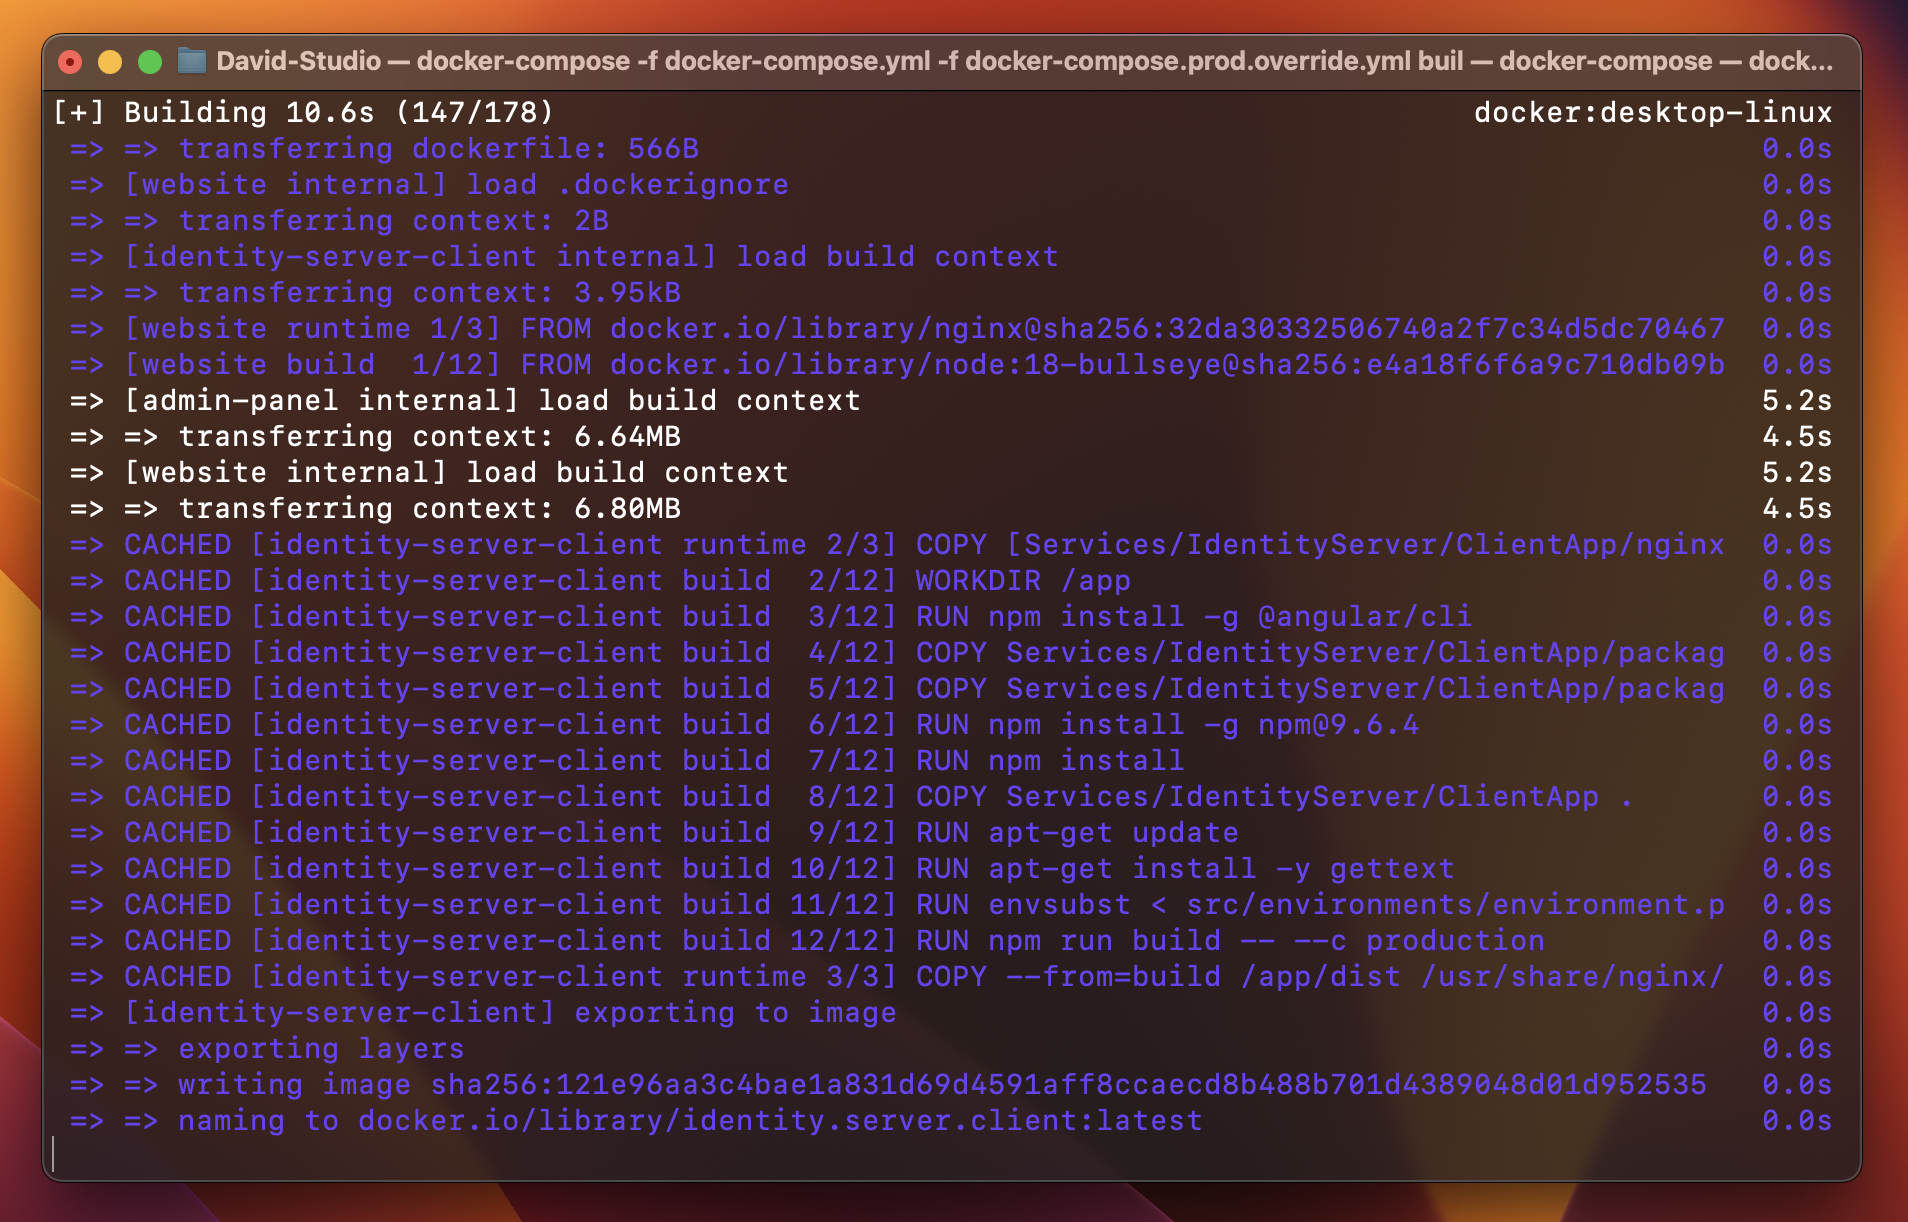 David-Studio — docker-compose -f docker-compose.yml -f docker-compose.prod.override.yml buil — docker-compose — dock...
[+] Building 10.6s (147/178) docker:desktop-linux
=> => transferring dockerfile: 566B 0.0s
=> [website internal] load .dockerignore 0.0s
=> => transferring context: 2B 0.0s
=> [identity-server-client internal] load build context 0.0s
=> => transferring context: 3.95kB 0.0s
=> [website runtime 1/3] FROM docker.io/library/nginx@sha256:32da30332506740a2f7c34d5dc70467 0.0s
=> [website build  1/12] FROM docker.io/library/node:18-bullseye@sha256:e4a18f6f6a9c710db09b 0.0s
=> [admin-panel internal] load build context 5.2s
=> => transferring context: 6.64MB 4.5s
=> [website internal] load build context 5.2s
=> => transferring context: 6.80MB 4.5s
=> CACHED [identity-server-client runtime 2/3] COPY [Services/IdentityServer/ClientApp/nginx 0.0s
=> CACHED [identity-server-client build  2/12] WORKDIR /app 0.0s
=> CACHED [identity-server-client build  3/12] RUN npm install -g @angular/cli 0.0s
=> CACHED [identity-server-client build  4/12] COPY Services/IdentityServer/ClientApp/packag 0.0s
=> CACHED [identity-server-client build  5/12] COPY Services/IdentityServer/ClientApp/packag 0.0s
=> CACHED [identity-server-client build  6/12] RUN npm install -g npm@9.6.4 0.0s
=> CACHED [identity-server-client build  7/12] RUN npm install 0.0s
=> CACHED [identity-server-client build  8/12] COPY Services/IdentityServer/ClientApp . 0.0s
=> CACHED [identity-server-client build  9/12] RUN apt-get update 0.0s
=> CACHED [identity-server-client build 10/12] RUN apt-get install -y gettext 0.0s
=> CACHED [identity-server-client build 11/12] RUN envsubst < src/environments/environment.p 0.0s
=> CACHED [identity-server-client build 12/12] RUN npm run build -- --c production 0.0s
=> CACHED [identity-server-client runtime 3/3] COPY --from=build /app/dist /usr/share/nginx/ 0.0s
=> [identity-server-client] exporting to image 0.0s
=> => exporting layers 0.0s
=> => writing image sha256:121e96aa3c4bae1a831d69d4591aff8ccaecd8b488b701d4389048d01d952535 0.0s
=> => naming to docker.io/library/identity.server.client:latest 0.0s